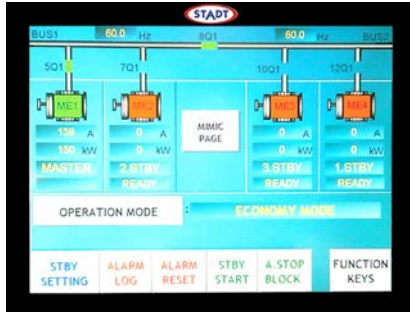 STADT
BUS1 60.0 Hz 8Q1 60.0 Hz BUS2
5Q1 7Q1 10Q1 12Q1
ME1 ME2 ME3 ME4
A 0 A MIMIC 0 A 0 A
150 kW 0 kW PAGE 0 kW 0 kW
MASTER 2.STBY 3.STBY 1.STBY
READY READY READY
OPERATION MODE : ECONOMY MODE
STBY ALARM ALARM STBY A.STOP FUNCTION
SETTING LOG RESET START BLOCK KEYS